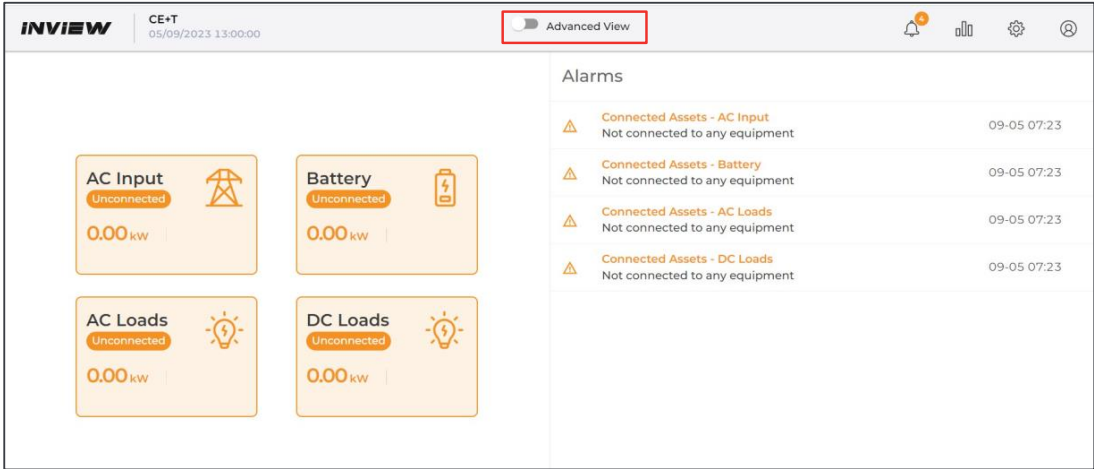 INVIEW
CE+T
05/09/2023 13:00:00
Advanced View
4
AC Input
Unconnected
0.00 kW
Battery
Unconnected
0.00 kW
AC Loads
Unconnected
0.00 kW
DC Loads
Unconnected
0.00 kW
Alarms
Connected Assets - AC Input
Not connected to any equipment
09-05 07:23
Connected Assets - Battery
Not connected to any equipment
09-05 07:23
Connected Assets - AC Loads
Not connected to any equipment
09-05 07:23
Connected Assets - DC Loads
Not connected to any equipment
09-05 07:23